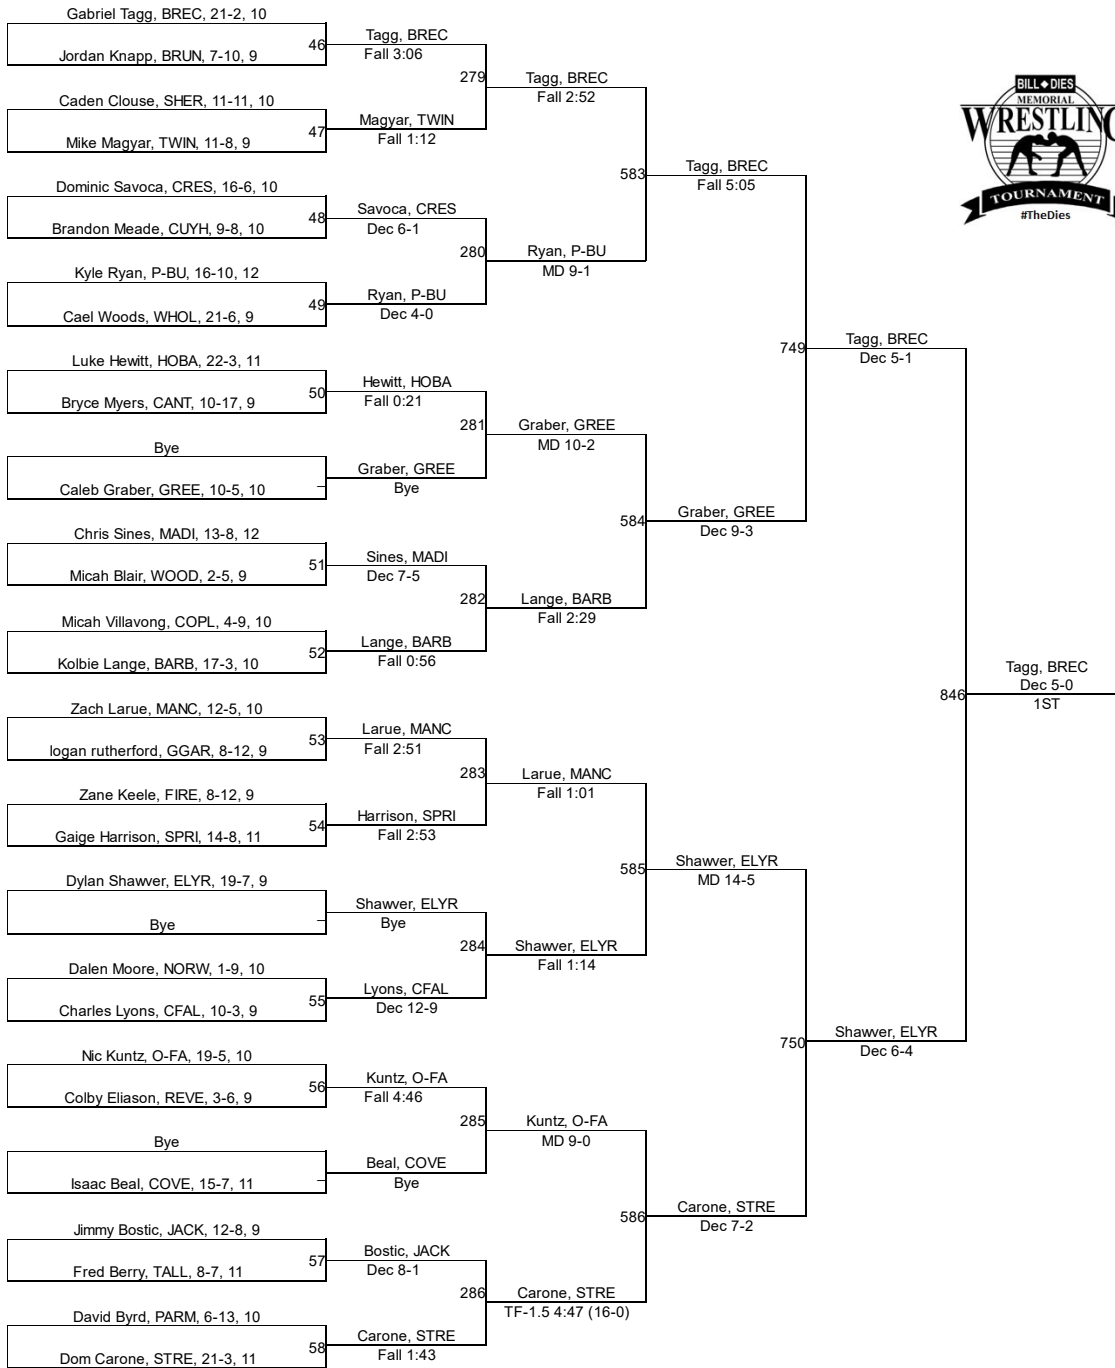 Gabriel Tagg, BREC, 21-2, 10
46
Jordan Knapp, BRUN, 7-10, 9
Caden Clouse, SHER, 11-11, 10
47
Mike Magyar, TWIN, 11-8, 9
Dominic Savoca, CRES, 16-6, 10
48
Brandon Meade, CUYH, 9-8, 10
Kyle Ryan, P-BU, 16-10, 12
49
Cael Woods, WHOL, 21-6, 9
Luke Hewitt, HOBA, 22-3, 11
50
Bryce Myers, CANT, 10-17, 9
Bye
Caleb Graber, GREE, 10-5, 10
Chris Sines, MADI, 13-8, 12
51
Micah Blair, WOOD, 2-5, 9
Micah Villavong, COPL, 4-9, 10
52
Kolbie Lange, BARB, 17-3, 10
Zach Larue, MANC, 12-5, 10
53
logan rutherford, GGAR, 8-12, 9
Zane Keele, FIRE, 8-12, 9
54
Gaige Harrison, SPRI, 14-8, 11
Dylan Shawver, ELYR, 19-7, 9
Bye
Dalen Moore, NORW, 1-9, 10
55
Charles Lyons, CFAL, 10-3, 9
Nic Kuntz, O-FA, 19-5, 10
56
Colby Eliason, REVE, 3-6, 9
Bye
Isaac Beal, COVE, 15-7, 11
Jimmy Bostic, JACK, 12-8, 9
57
Fred Berry, TALL, 8-7, 11
David Byrd, PARM, 6-13, 10
58
Dom Carone, STRE, 21-3, 11
Tagg, BREC
Fall 3:06
279
Magyar, TWIN
Fall 1:12
Savoca, CRES
Dec 6-1
280
Ryan, P-BU
Dec 4-0
Hewitt, HOBA
Fall 0:21
281
Graber, GREE
Bye
Sines, MADI
Dec 7-5
282
Lange, BARB
Fall 0:56
Larue, MANC
Fall 2:51
283
Harrison, SPRI
Fall 2:53
Shawver, ELYR
Bye
284
Lyons, CFAL
Dec 12-9
Kuntz, O-FA
Fall 4:46
285
Beal, COVE
Bye
Bostic, JACK
Dec 8-1
286
Carone, STRE
Fall 1:43
Tagg, BREC
Fall 2:52
583
Ryan, P-BU
MD 9-1
Graber, GREE
MD 10-2
584
Lange, BARB
Fall 2:29
Larue, MANC
Fall 1:01
585
Shawver, ELYR
Fall 1:14
Kuntz, O-FA
MD 9-0
586
Carone, STRE
TF-1.5 4:47 (16-0)
Tagg, BREC
Fall 5:05
749
Graber, GREE
Dec 9-3
Shawver, ELYR
MD 14-5
750
Carone, STRE
Dec 7-2
Tagg, BREC
Dec 5-1
846
Shawver, ELYR
Dec 6-4
Tagg, BREC
Dec 5-0
1ST
BILL◆DIES
MEMORIAL
WRESTLING
TOURNAMENT
#TheDies